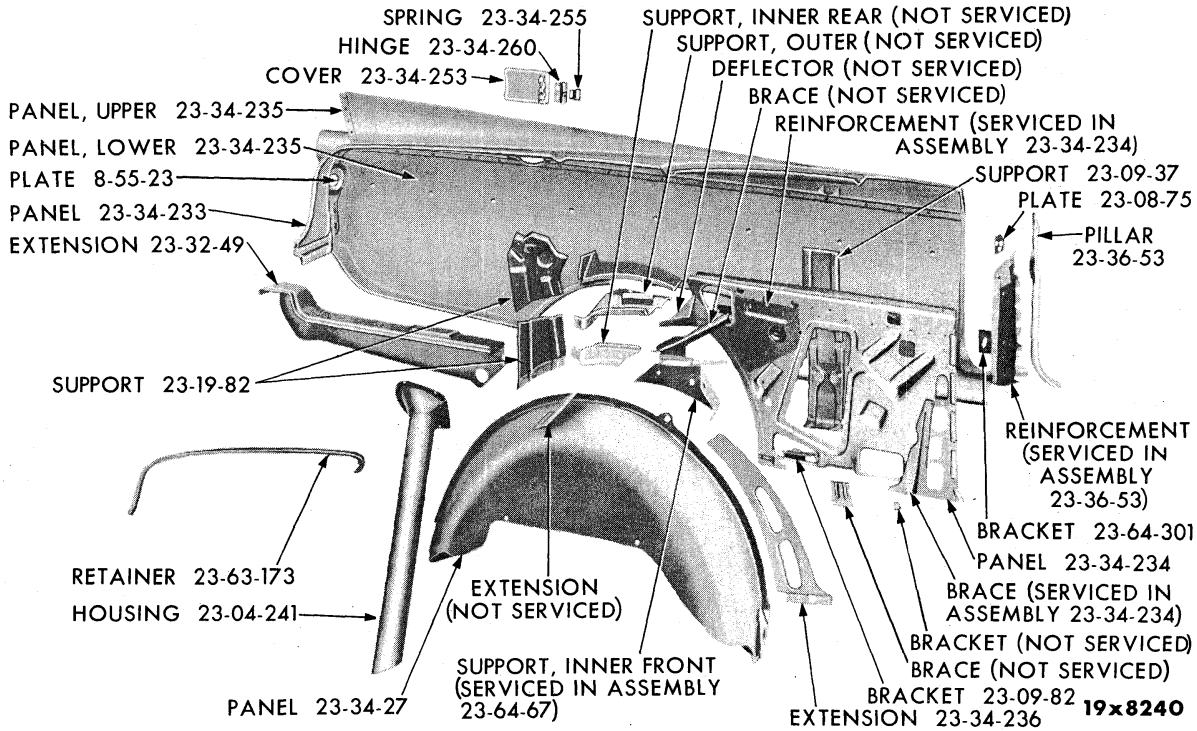 SPRING 23-34-255
HINGE 23-34-260
COVER 23-34-253
PANEL, UPPER 23-34-235
PANEL, LOWER 23-34-235
PLATE 8-55-23
PANEL 23-34-233
EXTENSION 23-32-49
SUPPORT, INNER REAR (NOT SERVICED)
SUPPORT, OUTER (NOT SERVICED)
DEFLECTOR (NOT SERVICED)
BRACE (NOT SERVICED)
REINFORCEMENT (SERVICED IN
ASSEMBLY 23-34-234)
SUPPORT 23-09-37
PLATE 23-08-75
PILLAR
23-36-53
SUPPORT 23-19-82
RETAINER 23-63-173
HOUSING 23-04-241
PANEL 23-34-27
EXTENSION
(NOT SERVICED)
SUPPORT, INNER FRONT
(SERVICED IN ASSEMBLY
23-64-67)
REINFORCEMENT
(SERVICED
IN
ASSEMBLY
23-36-53)
BRACKET 23-64-301
PANEL 23-34-234
BRACE (SERVICED IN
ASSEMBLY 23-34-234)
BRACKET (NOT SERVICED)
BRACE (NOT SERVICED)
BRACKET 23-09-82
EXTENSION 23-34-236
19x8240